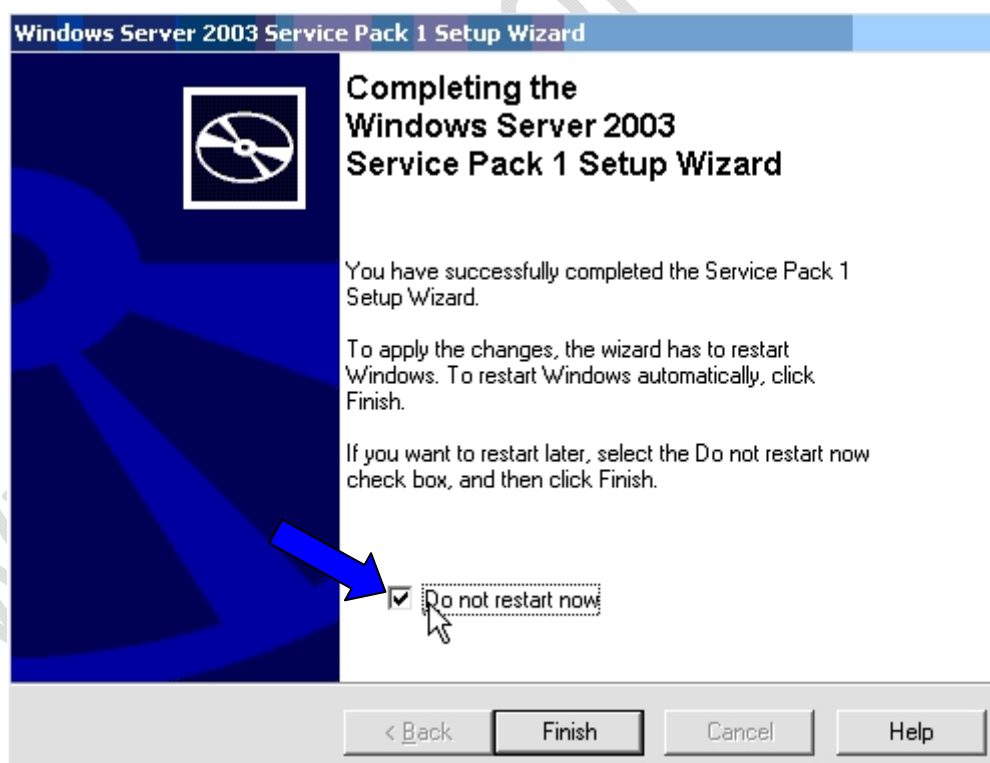 Windows Server 2003 Service Pack 1 Setup Wizard
Completing the
Windows Server 2003
Service Pack 1 Setup Wizard
You have successfully completed the Service Pack 1
Setup Wizard.
To apply the changes, the wizard has to restart
Windows. To restart Windows automatically, click
Finish.
If you want to restart later, select the Do not restart now
check box, and then click Finish.
Do not restart now
< Back
Finish
Cancel
Help